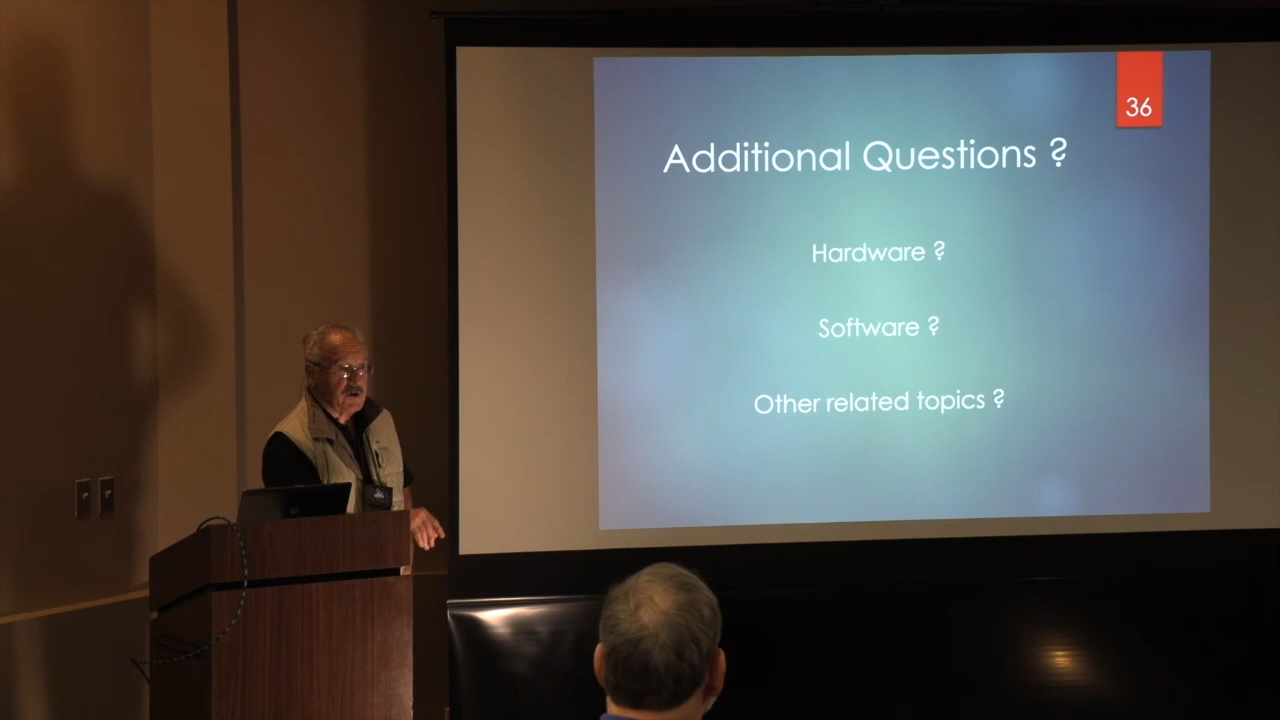 36
Additional Questions ?
Hardware ?
Software ?
Other related topics ?